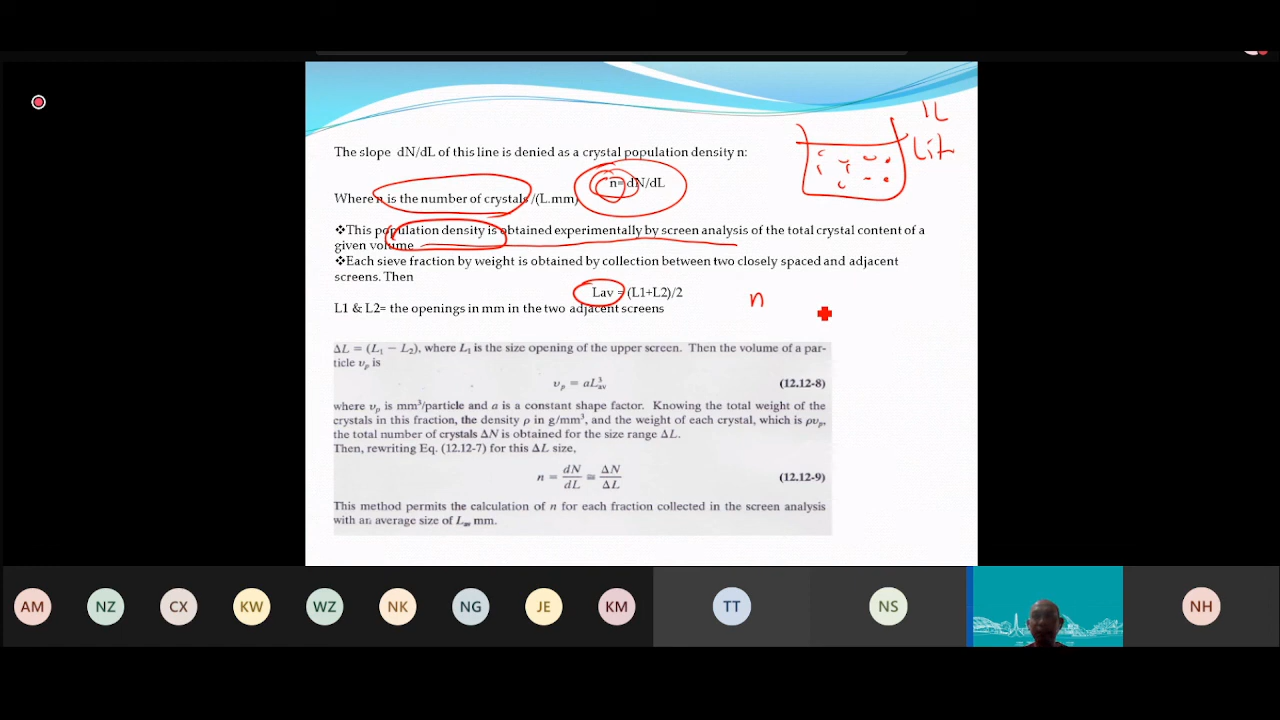 1L
Lit
The slope dN/dL of this line is denied as a crystal population density n:
n=dN/dL
Where n is the number of crystals /(L.mm)
❖This population density is obtained experimentally by screen analysis of the total crystal content of a
given volume
❖Each sieve fraction by weight is obtained by collection between two closely spaced and adjacent
screens. Then
Lav = (L1+L2)/2
n
L1 & L2= the openings in mm in the two adjacent screens
ΔL = (L₁ − L₂), where L₁ is the size opening of the upper screen. Then the volume of a par-
ticle vₚ is
vₚ = aL³av (12.12-8)
where vₚ is mm³/particle and a is a constant shape factor. Knowing the total weight of the
crystals in this fraction, the density ρ in g/mm³, and the weight of each crystal, which is ρvₚ,
the total number of crystals ΔN is obtained for the size range ΔL.
Then, rewriting Eq. (12.12-7) for this ΔL size,
n = dN/dL ≅ ΔN/ΔL (12.12-9)
This method permits the calculation of n for each fraction collected in the screen analysis
with an average size of Lav mm.
AM NZ CX KW WZ NK NG JE KM TT NS NH